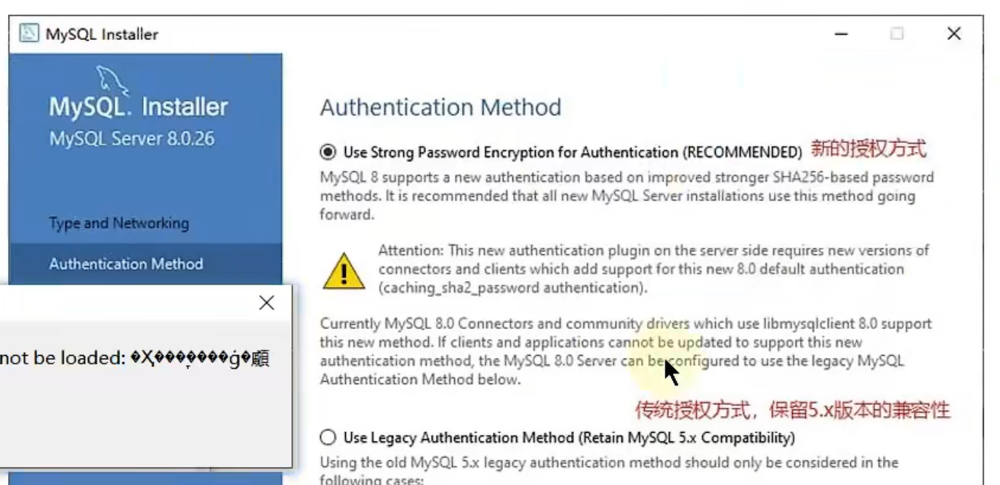 MySQL Installer
MySQL. Installer
MySQL Server 8.0.26
Type and Networking
Authentication Method
not be loaded:
Authentication Method
Use Strong Password Encryption for Authentication (RECOMMENDED) 新的授权方式
MySQL 8 supports a new authentication based on improved stronger SHA256-based password
methods. It is recommended that all new MySQL Server installations use this method going
forward.
Attention: This new authentication plugin on the server side requires new versions of
connectors and clients which add support for this new 8.0 default authentication
(caching_sha2_password authentication).
Currently MySQL 8.0 Connectors and community drivers which use libmysqlclient 8.0 support
this new method. If clients and applications cannot be updated to support this new
authentication method, the MySQL 8.0 Server can be configured to use the legacy MySQL
Authentication Method below.
传统授权方式，保留5.x版本的兼容性
Use Legacy Authentication Method (Retain MySQL 5.x Compatibility)
Using the old MySQL 5.x legacy authentication method should only be considered in the
following cases: